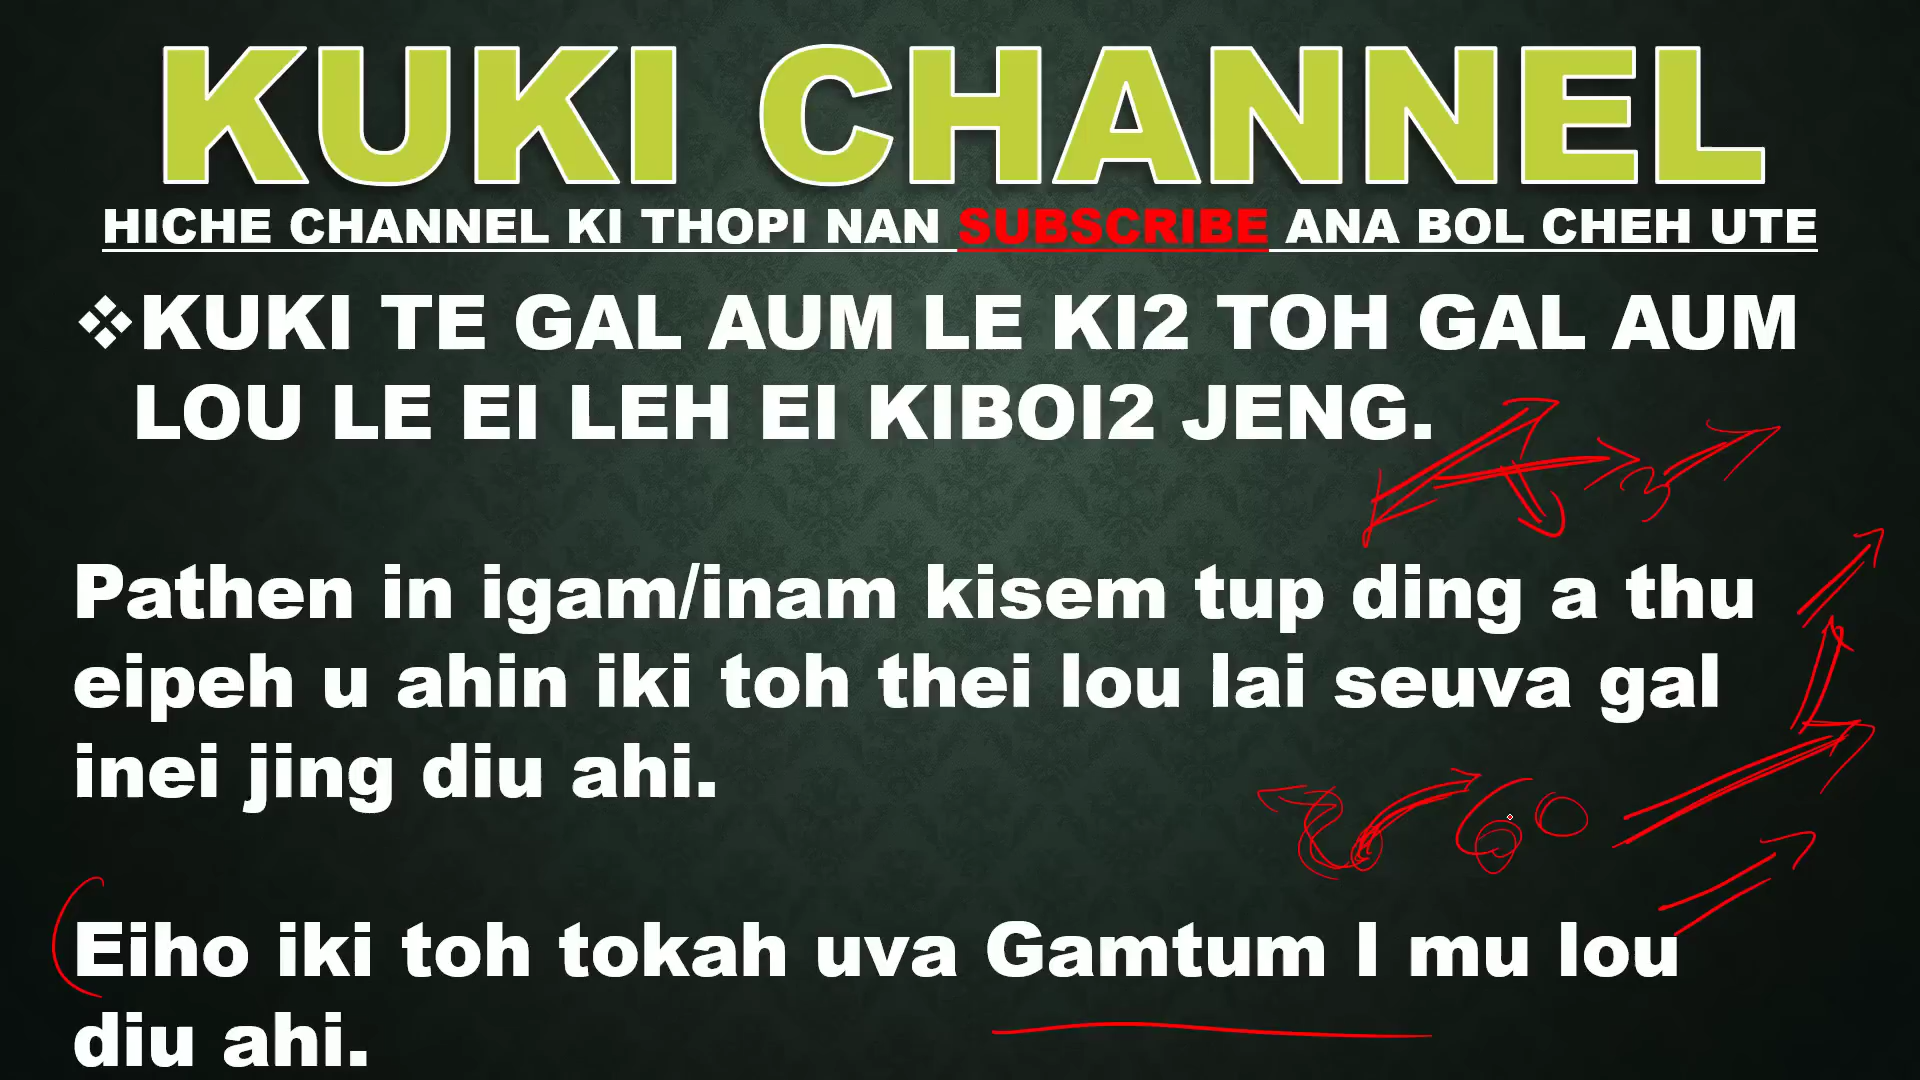 KUKI CHANNEL
HICHE CHANNEL KI THOPI NAN SUBSCRIBE ANA BOL CHEH UTE
❖KUKI TE GAL AUM LE KI2 TOH GAL AUM
LOU LE EI LEH EI KIBOI2 JENG.
Pathen in igam/inam kisem tup ding a thu
eipeh u ahin iki toh thei lou lai seuva gal
inei jing diu ahi.
60
Eiho iki toh tokah uva Gamtum I mu lou
diu ahi.